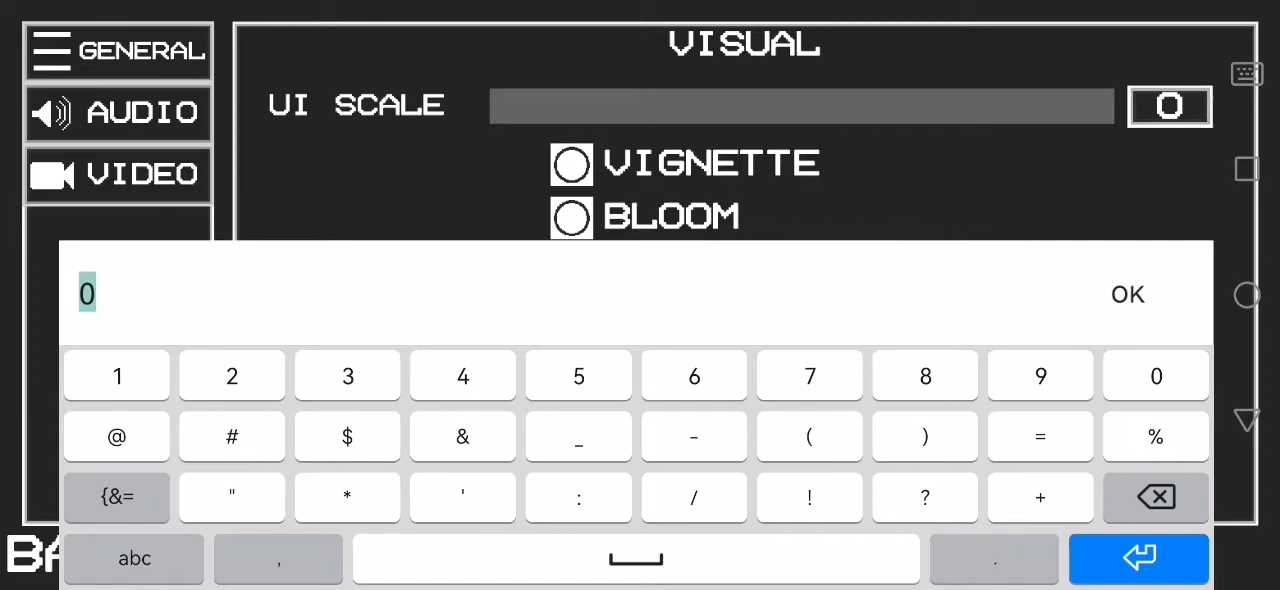 GENERAL
AUDIO
VIDEO
VISUAL
UI SCALE 0
VIGNETTE
BLOOM
0 OK
1 2 3 4 5 6 7 8 9 0
@ # $ & _ - ( ) = %
{&= " * ' : / ! ? +
abc , .
BA